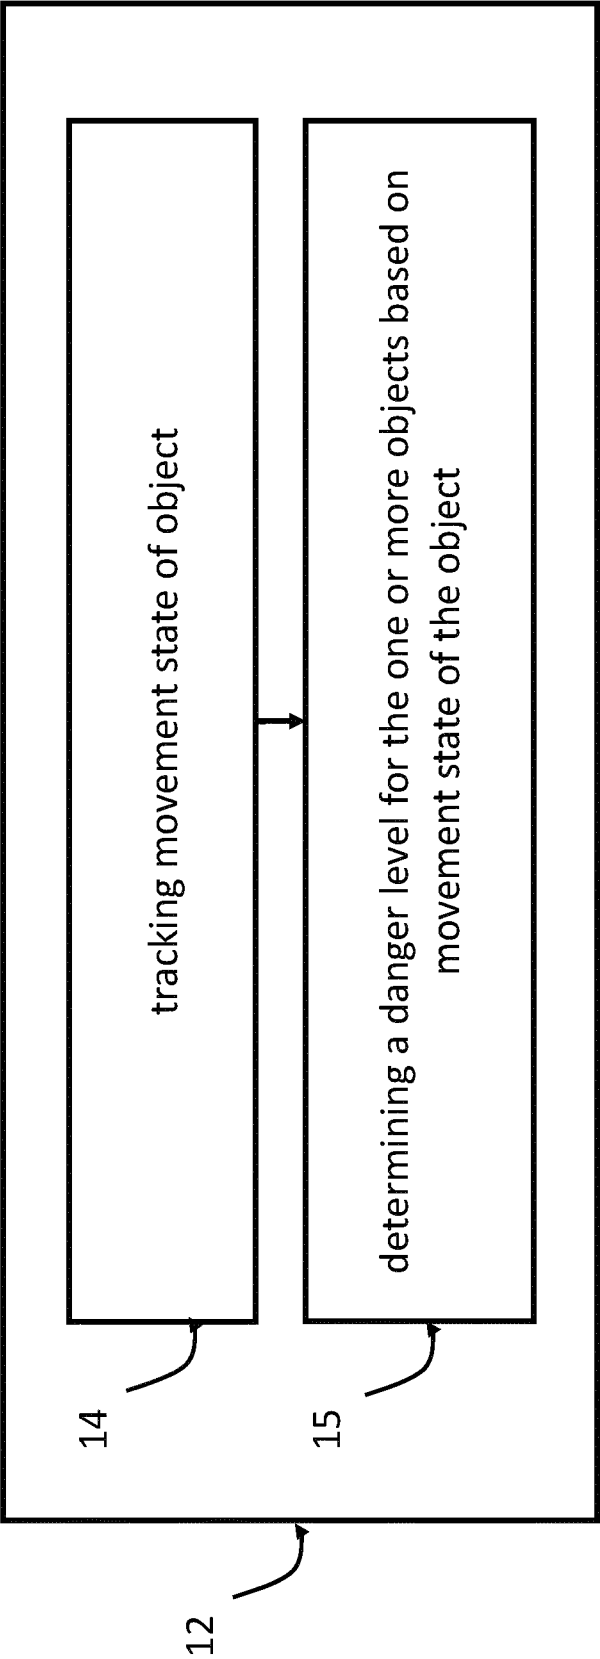 14
tracking movement state of object
15
determining a danger level for the one or more objects based on
movement state of the object
12